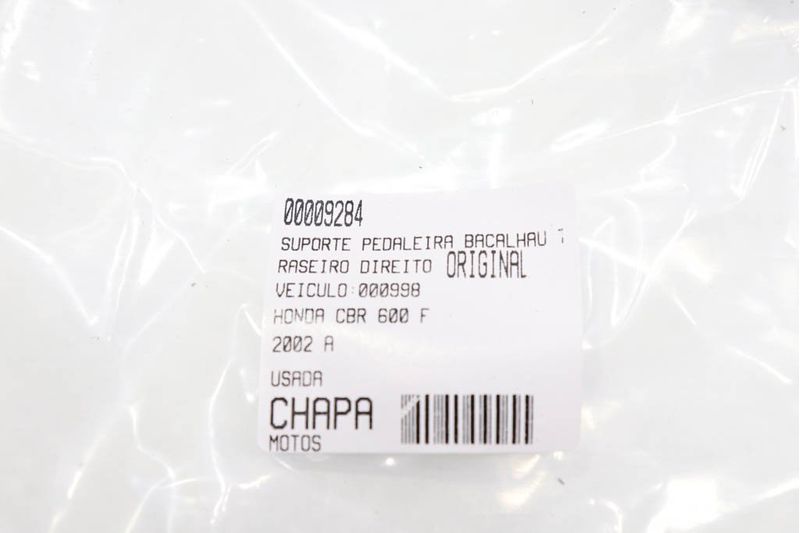 00009284
SUPORTE PEDALEIRA BACALHAU T
RASEIRO DIREITO ORIGINAL
VEICULO:000998
HONDA CBR 600 F
2002 A
USADA
CHAPA
MOTOS